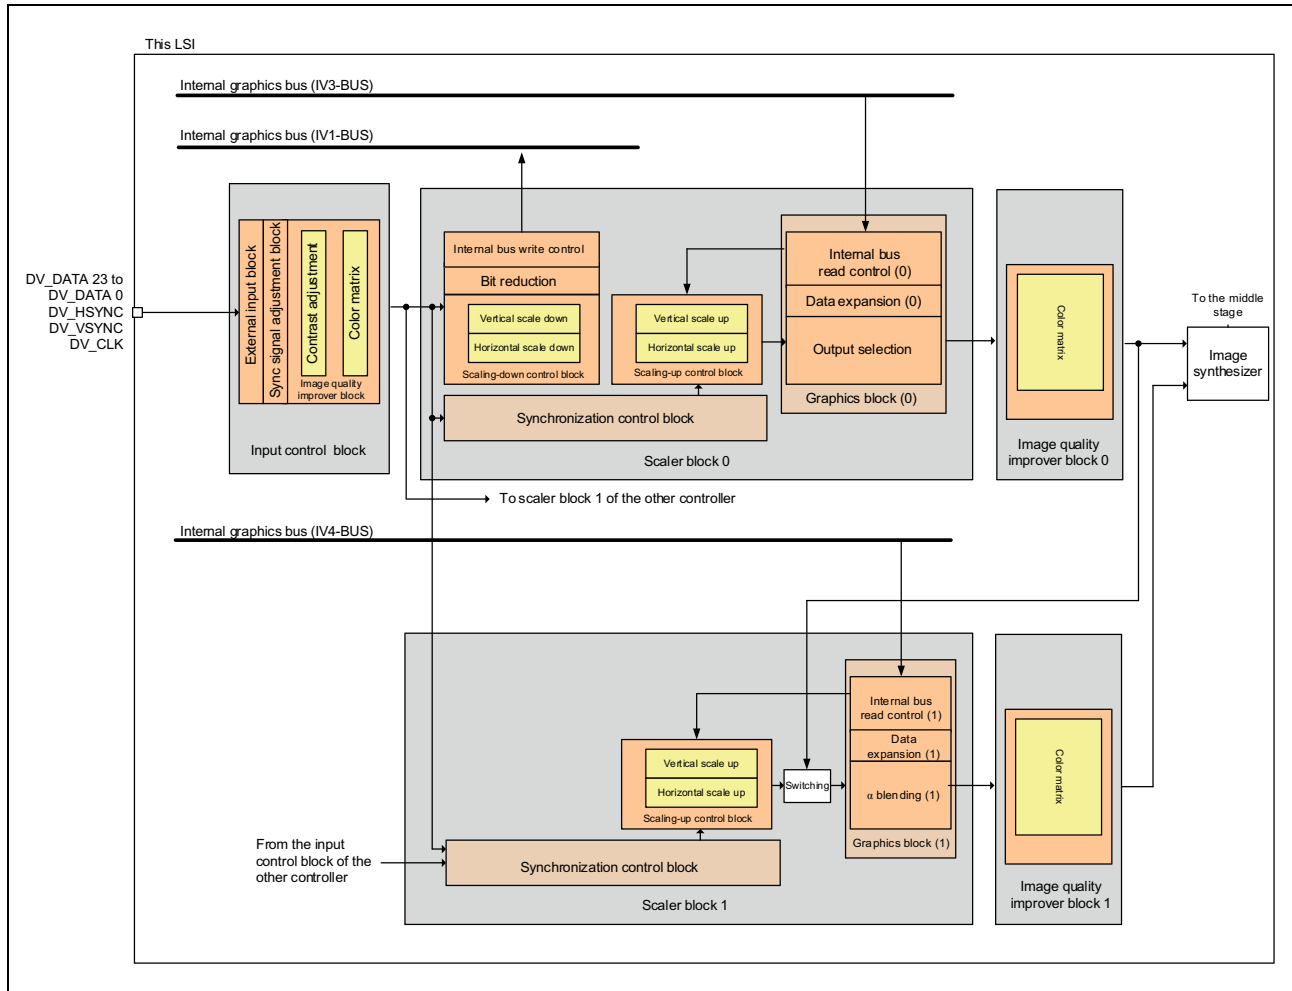 This LSI
Internal graphics bus (IV3-BUS)
Internal graphics bus (IV1-BUS)
DV_DATA 23 to
DV_DATA 0
DV_HSYNC
DV_VSYNC
DV_CLK
External input block
Sync signal adjustment block
Contrast adjustment
Color matrix
Image quality
improver block
Input control block
Internal bus write control
Bit reduction
Vertical scale down
Horizontal scale down
Scaling-down control block
Vertical scale up
Horizontal scale up
Scaling-up control block
Internal bus
read control (0)
Data expansion (0)
Output selection
Graphics block (0)
Synchronization control block
Scaler block 0
Color matrix
Image quality
improver block 0
To the middle
stage
Image
synthesizer
To scaler block 1 of the other controller
Internal graphics bus (IV4-BUS)
Internal bus
read control (1)
Data
expansion (1)
α blending (1)
Graphics block (1)
Vertical scale up
Horizontal scale up
Scaling-up control block
Switching
From the input
control block of the
other controller
Synchronization control block
Scaler block 1
Color matrix
Image quality
improver block 1